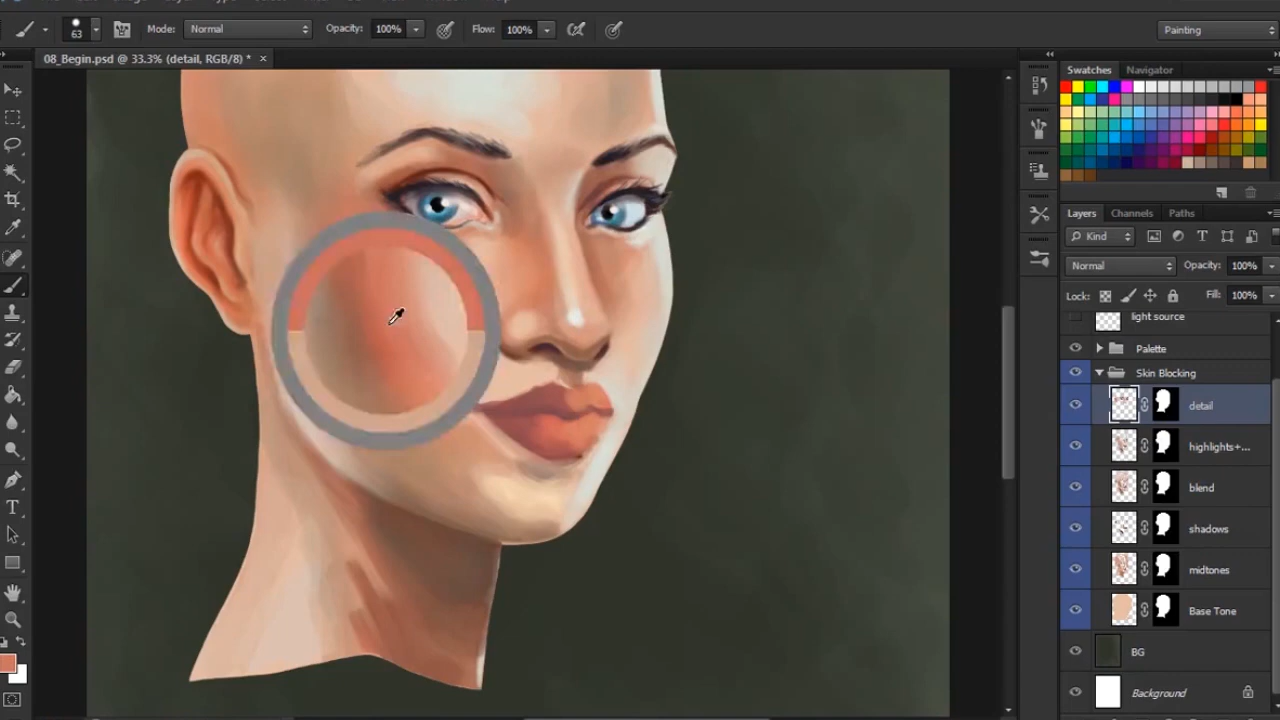 63
Mode: Normal
Opacity: 100%
Flow: 100%
Painting
08_Begin.psd @ 33.3% (detail, RGB/8) *
Swatches Navigator
Layers Channels Paths
Kind
Normal
Opacity: 100%
Lock:
Fill: 100%
light source
Palette
Skin Blocking
detail
highlights+...
blend
shadows
midtones
Base Tone
BG
Background